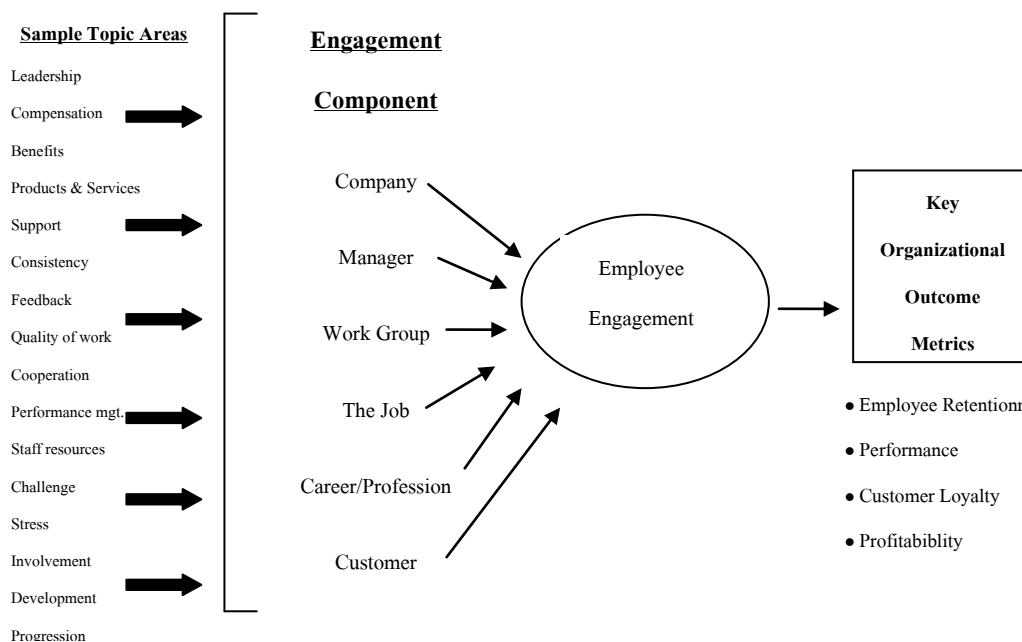 Sample Topic Areas
Leadership
Compensation
Benefits
Products & Services
Support
Consistency
Feedback
Quality of work
Cooperation
Performance mgt.
Staff resources
Challenge
Stress
Involvement
Development
Progression
Engagement
Component
Company
Manager
Work Group
The Job
Career/Profession
Customer
Employee
Engagement
Key
Organizational
Outcome
Metrics
● Employee Retentionn
● Performance
● Customer Loyalty
● Profitabiblity